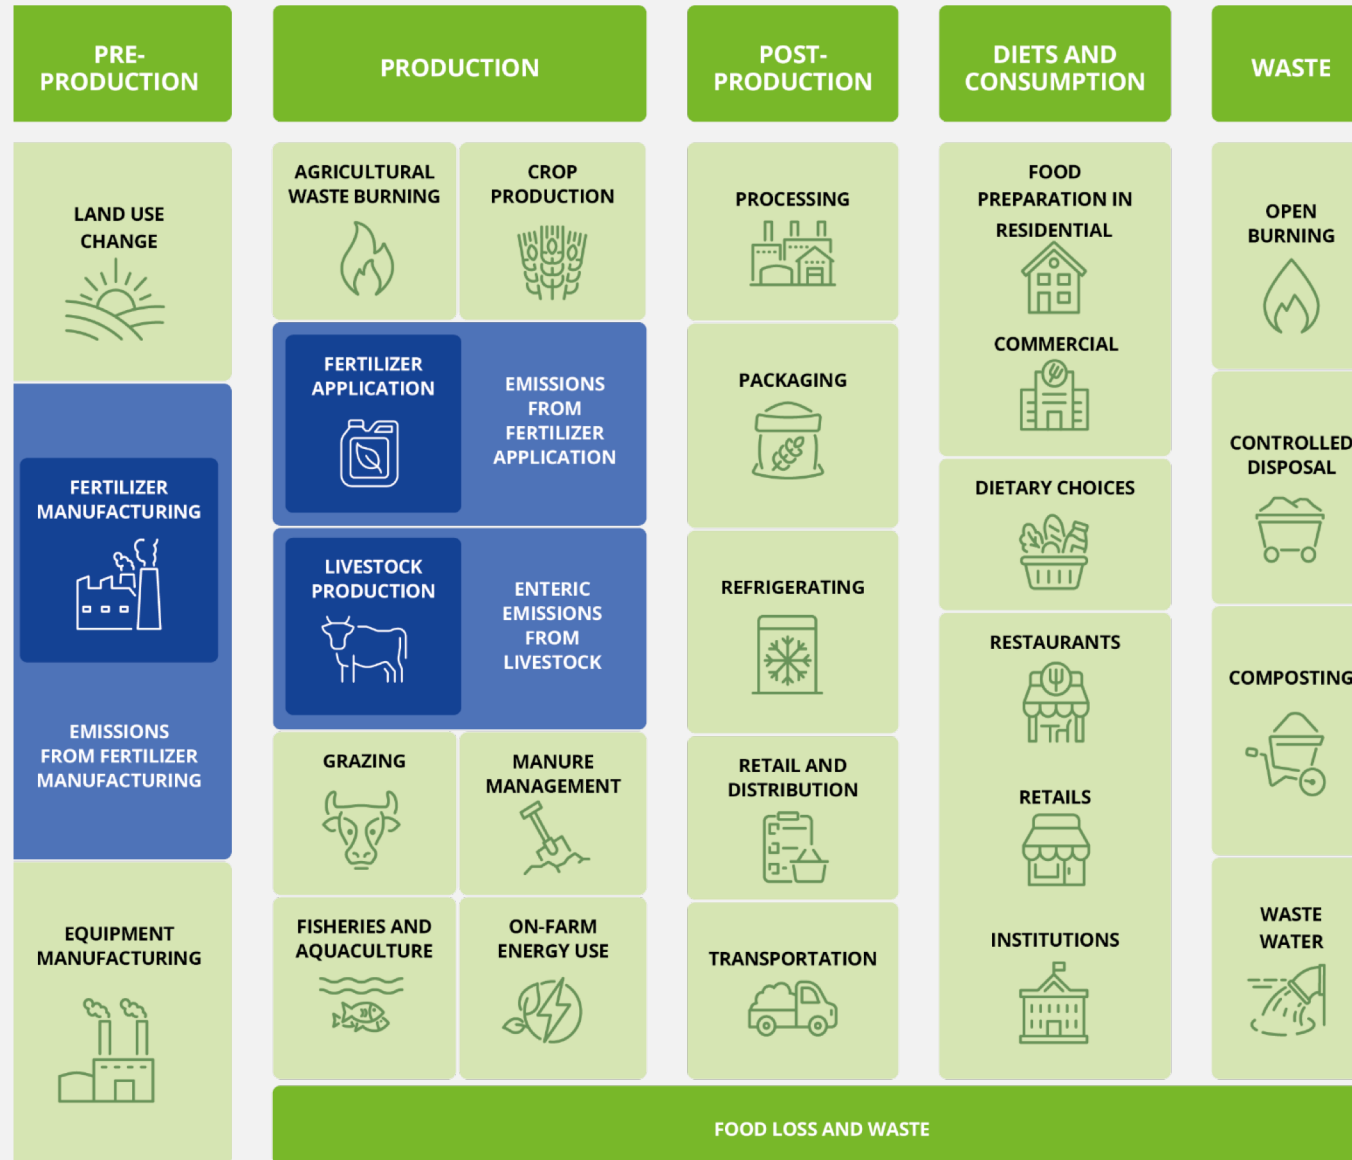 PRE-
PRODUCTION
LAND USE
CHANGE
FERTILIZER
MANUFACTURING
EMISSIONS
FROM FERTILIZER
MANUFACTURING
EQUIPMENT
MANUFACTURING
PRODUCTION
AGRICULTURAL
WASTE BURNING
CROP
PRODUCTION
FERTILIZER
APPLICATION
EMISSIONS
FROM
FERTILIZER
APPLICATION
LIVESTOCK
PRODUCTION
ENTERIC
EMISSIONS
FROM
LIVESTOCK
GRAZING
MANURE
MANAGEMENT
FISHERIES AND
AQUACULTURE
ON-FARM
ENERGY USE
POST-
PRODUCTION
PROCESSING
PACKAGING
REFRIGERATING
RETAIL AND
DISTRIBUTION
TRANSPORTATION
DIETS AND
CONSUMPTION
FOOD
PREPARATION IN
RESIDENTIAL
COMMERCIAL
DIETARY CHOICES
RESTAURANTS
RETAILS
INSTITUTIONS
WASTE
OPEN
BURNING
CONTROLLED
DISPOSAL
COMPOSTING
WASTE
WATER
FOOD LOSS AND WASTE